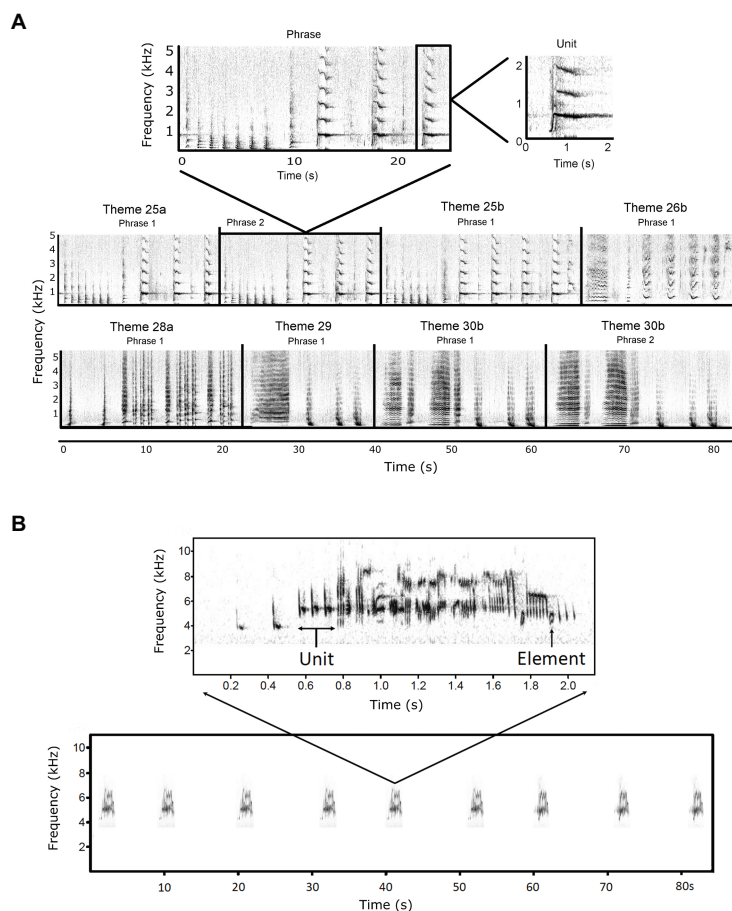 A
Phrase
Unit
Frequency (kHz)
5
4
3
2
1
0 10 20
Time (s)
2
1
0
0 1 2
Time (s)
Theme 25a Theme 25b Theme 26b
Phrase 1 Phrase 2 Phrase 1 Phrase 1
5
4
3
2
1
Frequency (kHz)
Theme 28a Theme 29 Theme 30b Theme 30b
Phrase 1 Phrase 1 Phrase 1 Phrase 2
5
4
3
2
1
0 10 20 30 40 50 60 70 80
Time (s)
B
Frequency (kHz)
10
8
6
4
2
Unit Element
0.2 0.4 0.6 0.8 1.0 1.2 1.4 1.6 1.8 2.0
Time (s)
Frequency (kHz)
10
8
6
4
2
10 20 30 40 50 60 70 80s
Time (s)